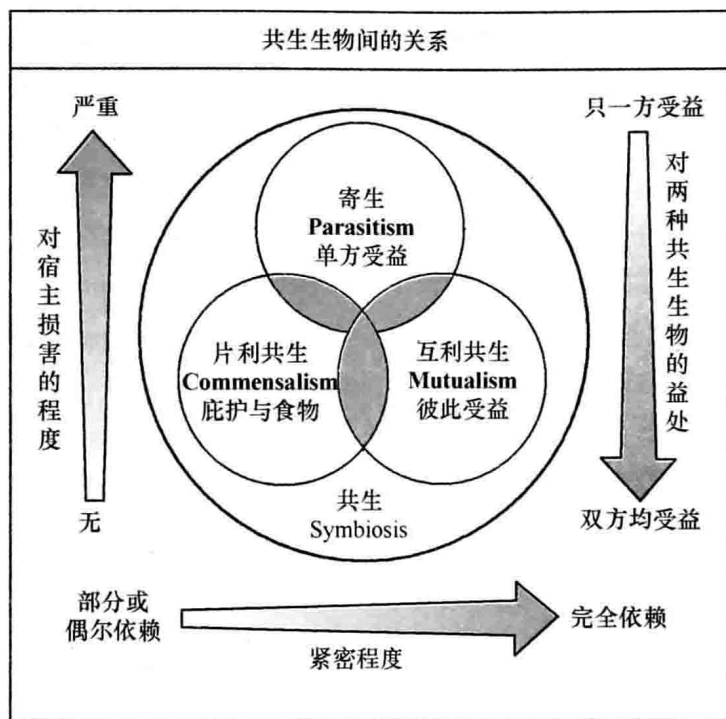 共生生物间的关系
严重
只一方受益
对宿主损害的程度
对两种共生生物的益处
寄生
Parasitism
单方受益
片利共生
Commensalism
庇护与食物
互利共生
Mutualism
彼此受益
共生
Symbiosis
无
双方均受益
部分或
偶尔依赖
紧密程度
完全依赖